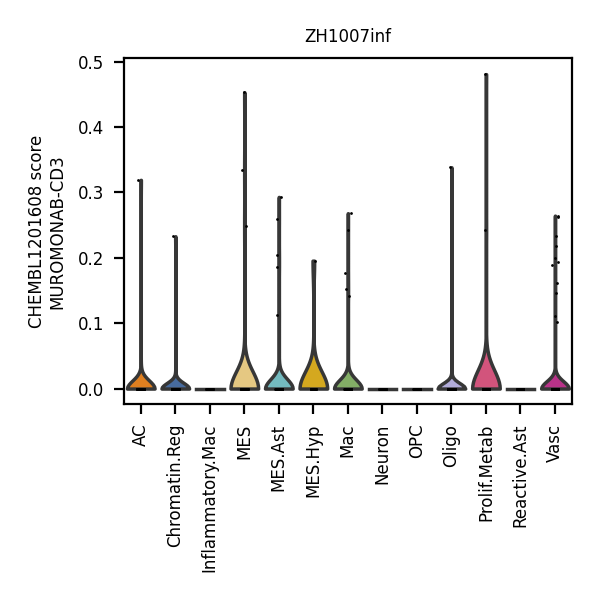 ZH1007inf
CHEMBL1201608 score
MUROMONAB-CD3
0.5
0.4
0.3
0.2
0.1
0.0
AC
Chromatin.Reg
Inflammatory.Mac
MES
MES.Ast
MES.Hyp
Mac
Neuron
OPC
Oligo
Prolif.Metab
Reactive.Ast
Vasc